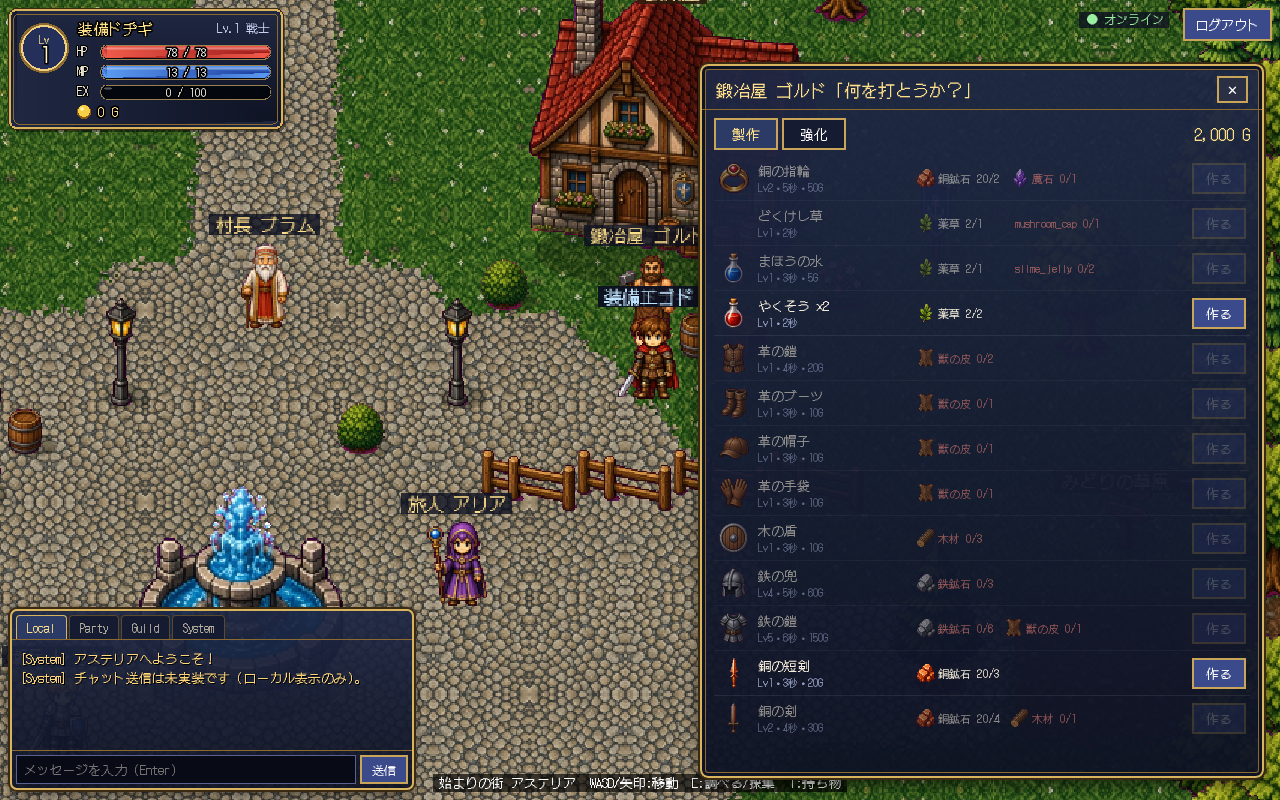 装備ドヂギ Lv.1 戦士
Lv 1
HP 78 / 78
MP 13 / 13
EX 0 / 100
0 G
オンライン
ログアウト
村長 ブラム
鍛冶屋 ゴルド
装備エゴド
旅人 アリア
鍛冶屋 ゴルド「何を打とうか?」
×
製作 強化 2,000 G
銅の指輪 銅鉱石 20/2 魔石 0/1 作る
Lv2・5秒・50G
どくけし草 薬草 2/1 mushroom_cap 0/1 作る
Lv1・2秒
まほうの水 薬草 2/1 slime_jelly 0/2 作る
Lv1・3秒・5G
やくそう x2 薬草 2/2 作る
Lv1・2秒
革の鎧 獣の皮 0/2 作る
Lv1・4秒・20G
革のブーツ 獣の皮 0/1 作る
Lv1・3秒・10G
革の帽子 獣の皮 0/1 作る
Lv1・3秒・10G
革の手袋 獣の皮 0/1 作る
Lv1・3秒・10G
木の盾 木材 0/3 作る
Lv1・3秒・10G
鉄の兜 鉄鉱石 0/3 作る
Lv4・5秒・60G
鉄の鎧 鉄鉱石 0/6 獣の皮 0/1 作る
Lv5・6秒・150G
銅の短剣 銅鉱石 20/3 作る
Lv1・3秒・20G
銅の剣 銅鉱石 20/4 木材 0/1 作る
Lv2・4秒・30G
みどりの草原
Local Party Guild System
[System] アステリアへようこそ!
[System] チャット送信は未実装です (ローカル表示のみ)。
メッセージを入力 (Enter) 送信
始まりの街 アステリア WASD/矢印:移動 E:調べる/採集 I:持ち物